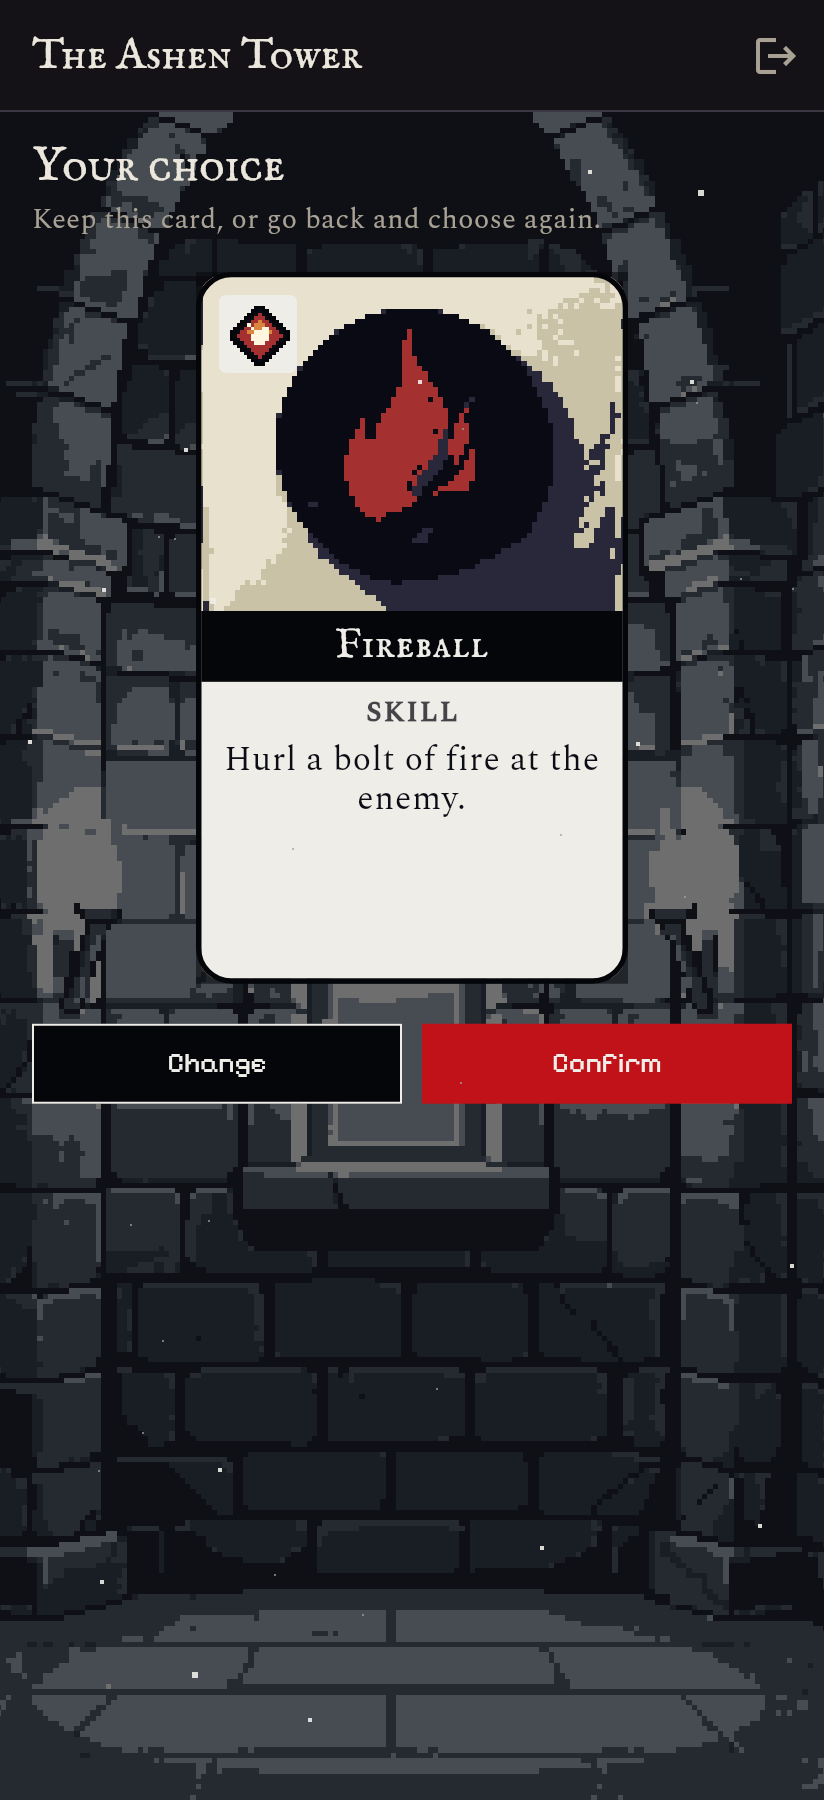 The Ashen Tower
Your choice
Keep this card, or go back and choose again.
Fireball
SKILL
Hurl a bolt of fire at the
enemy.
Change
Confirm